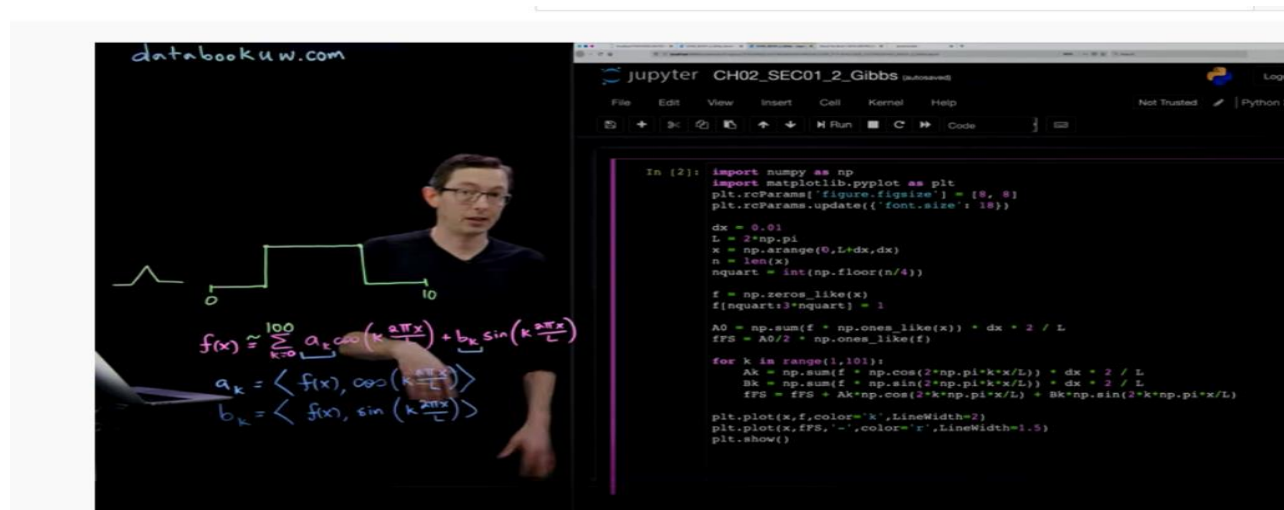 databookuw.com
jupyter CH02_SEC01_2_Gibbs (autosaved)
File Edit View Insert Cell Kernel Help
Not Trusted Python
Run Code
In [2]: import numpy as np
import matplotlib.pyplot as plt
plt.rcParams['figure.figsize'] = [8, 8]
plt.rcParams.update({'font.size': 18})
dx = 0.01
L = 2*np.pi
x = np.arange(0,L+dx,dx)
n = len(x)
nquart = int(np.floor(n/4))
f = np.zeros_like(x)
f[nquart:3*nquart] = 1
A0 = np.sum(f * np.ones_like(x)) * dx * 2 / L
fFS = A0/2 * np.ones_like(f)
for k in range(1,101):
Ak = np.sum(f * np.cos(2*np.pi*k*x/L)) * dx * 2 / L
Bk = np.sum(f * np.sin(2*np.pi*k*x/L)) * dx * 2 / L
fFS = fFS + Ak*np.cos(2*k*np.pi*x/L) + Bk*np.sin(2*k*np.pi*x/L)
plt.plot(x,f,color='k',LineWidth=2)
plt.plot(x,fFS,'-',color='r',LineWidth=1.5)
plt.show()
0 10
f(x) ≈ 100 Σ k=0 a_k cos(k 2πx/L) + b_k sin(k 2πx/L)
a_k = ⟨ f(x), cos(k 2πx/L) ⟩
b_k = ⟨ f(x), sin(k 2πx/L) ⟩